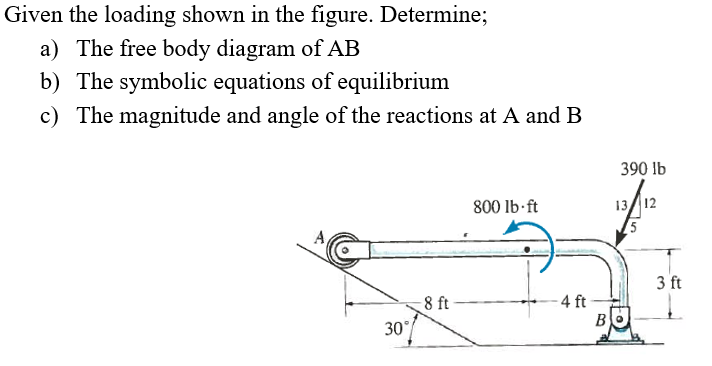 Given the loading shown in the figure. Determine;
a) The free body diagram of AB
b) The symbolic equations of equilibrium
c) The magnitude and angle of the reactions at A and B
390 lb
800 lb·ft
13 12
5
A
3 ft
8 ft
4 ft
B
30°